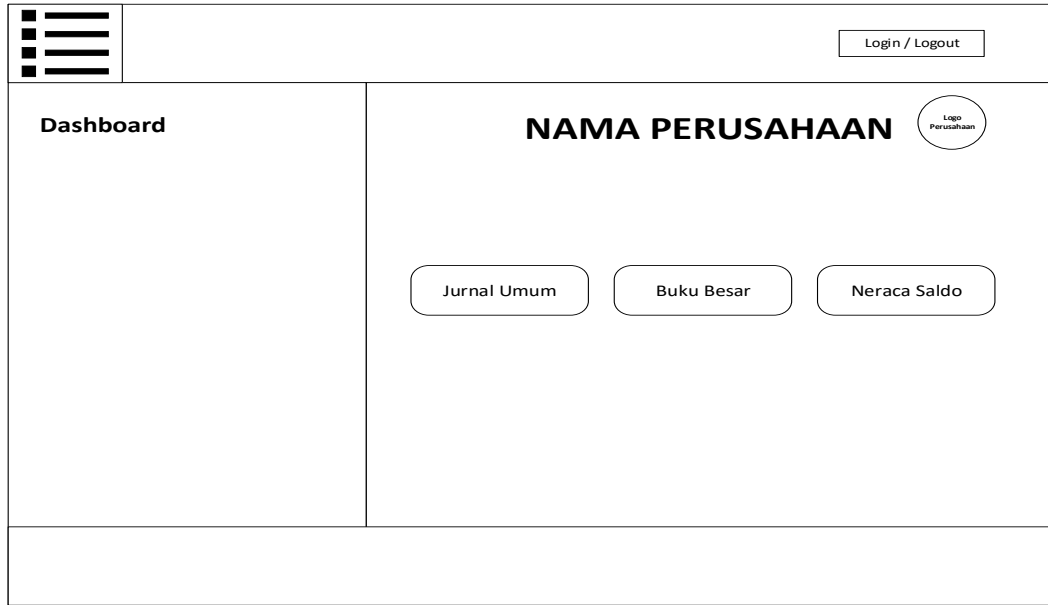 Login / Logout
Dashboard
NAMA PERUSAHAAN
Logo
Perusahaan
Jurnal Umum
Buku Besar
Neraca Saldo